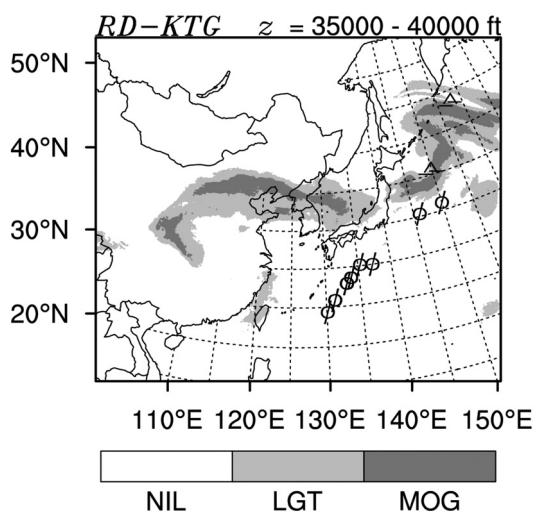 RD-KTG z = 35000 - 40000 ft
50°N
40°N
30°N
20°N
110°E 120°E 130°E 140°E 150°E
NIL LGT MOG